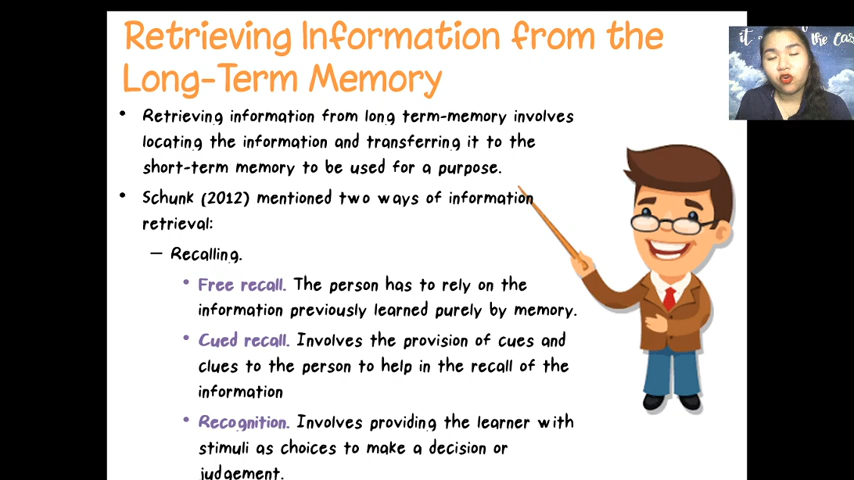 Retrieving Information from the
Long-Term Memory
• Retrieving information from long term-memory involves
locating the information and transferring it to the
short-term memory to be used for a purpose.
• Schunk (2012) mentioned two ways of information
retrieval:
– Recalling.
• Free recall. The person has to rely on the
information previously learned purely by memory.
• Cued recall. Involves the provision of cues and
clues to the person to help in the recall of the
information
• Recognition. Involves providing the learner with
stimuli as choices to make a decision or
judgement.
it the